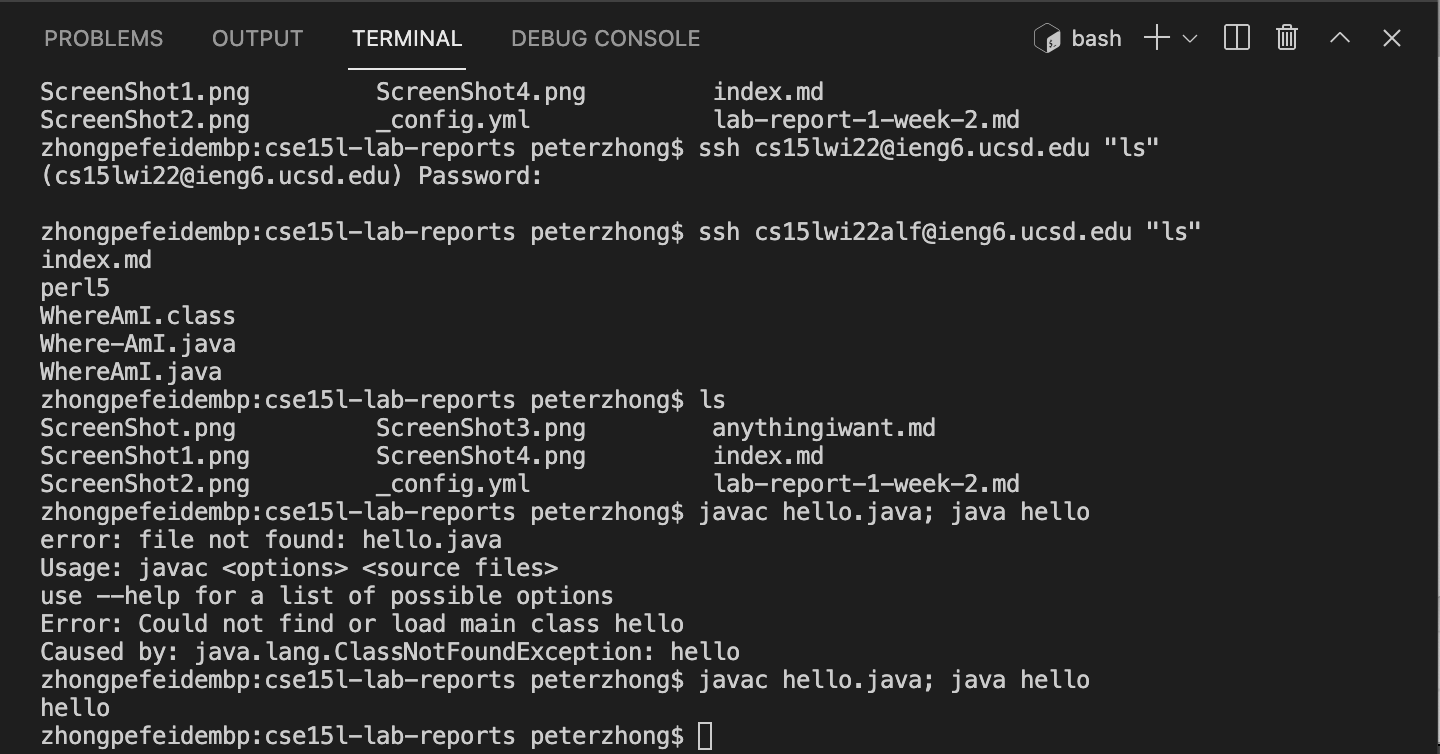 PROBLEMS OUTPUT TERMINAL DEBUG CONSOLE bash
ScreenShot1.png ScreenShot4.png index.md
ScreenShot2.png _config.yml lab-report-1-week-2.md
zhongpefeidembp:cse15l-lab-reports peterzhong$ ssh cs15lwi22@ieng6.ucsd.edu "ls"
(cs15lwi22@ieng6.ucsd.edu) Password:
zhongpefeidembp:cse15l-lab-reports peterzhong$ ssh cs15lwi22alf@ieng6.ucsd.edu "ls"
index.md
perl5
WhereAmI.class
Where-AmI.java
WhereAmI.java
zhongpefeidembp:cse15l-lab-reports peterzhong$ ls
ScreenShot.png ScreenShot3.png anythingiwant.md
ScreenShot1.png ScreenShot4.png index.md
ScreenShot2.png _config.yml lab-report-1-week-2.md
zhongpefeidembp:cse15l-lab-reports peterzhong$ javac hello.java; java hello
error: file not found: hello.java
Usage: javac <options> <source files>
use --help for a list of possible options
Error: Could not find or load main class hello
Caused by: java.lang.ClassNotFoundException: hello
zhongpefeidembp:cse15l-lab-reports peterzhong$ javac hello.java; java hello
hello
zhongpefeidembp:cse15l-lab-reports peterzhong$